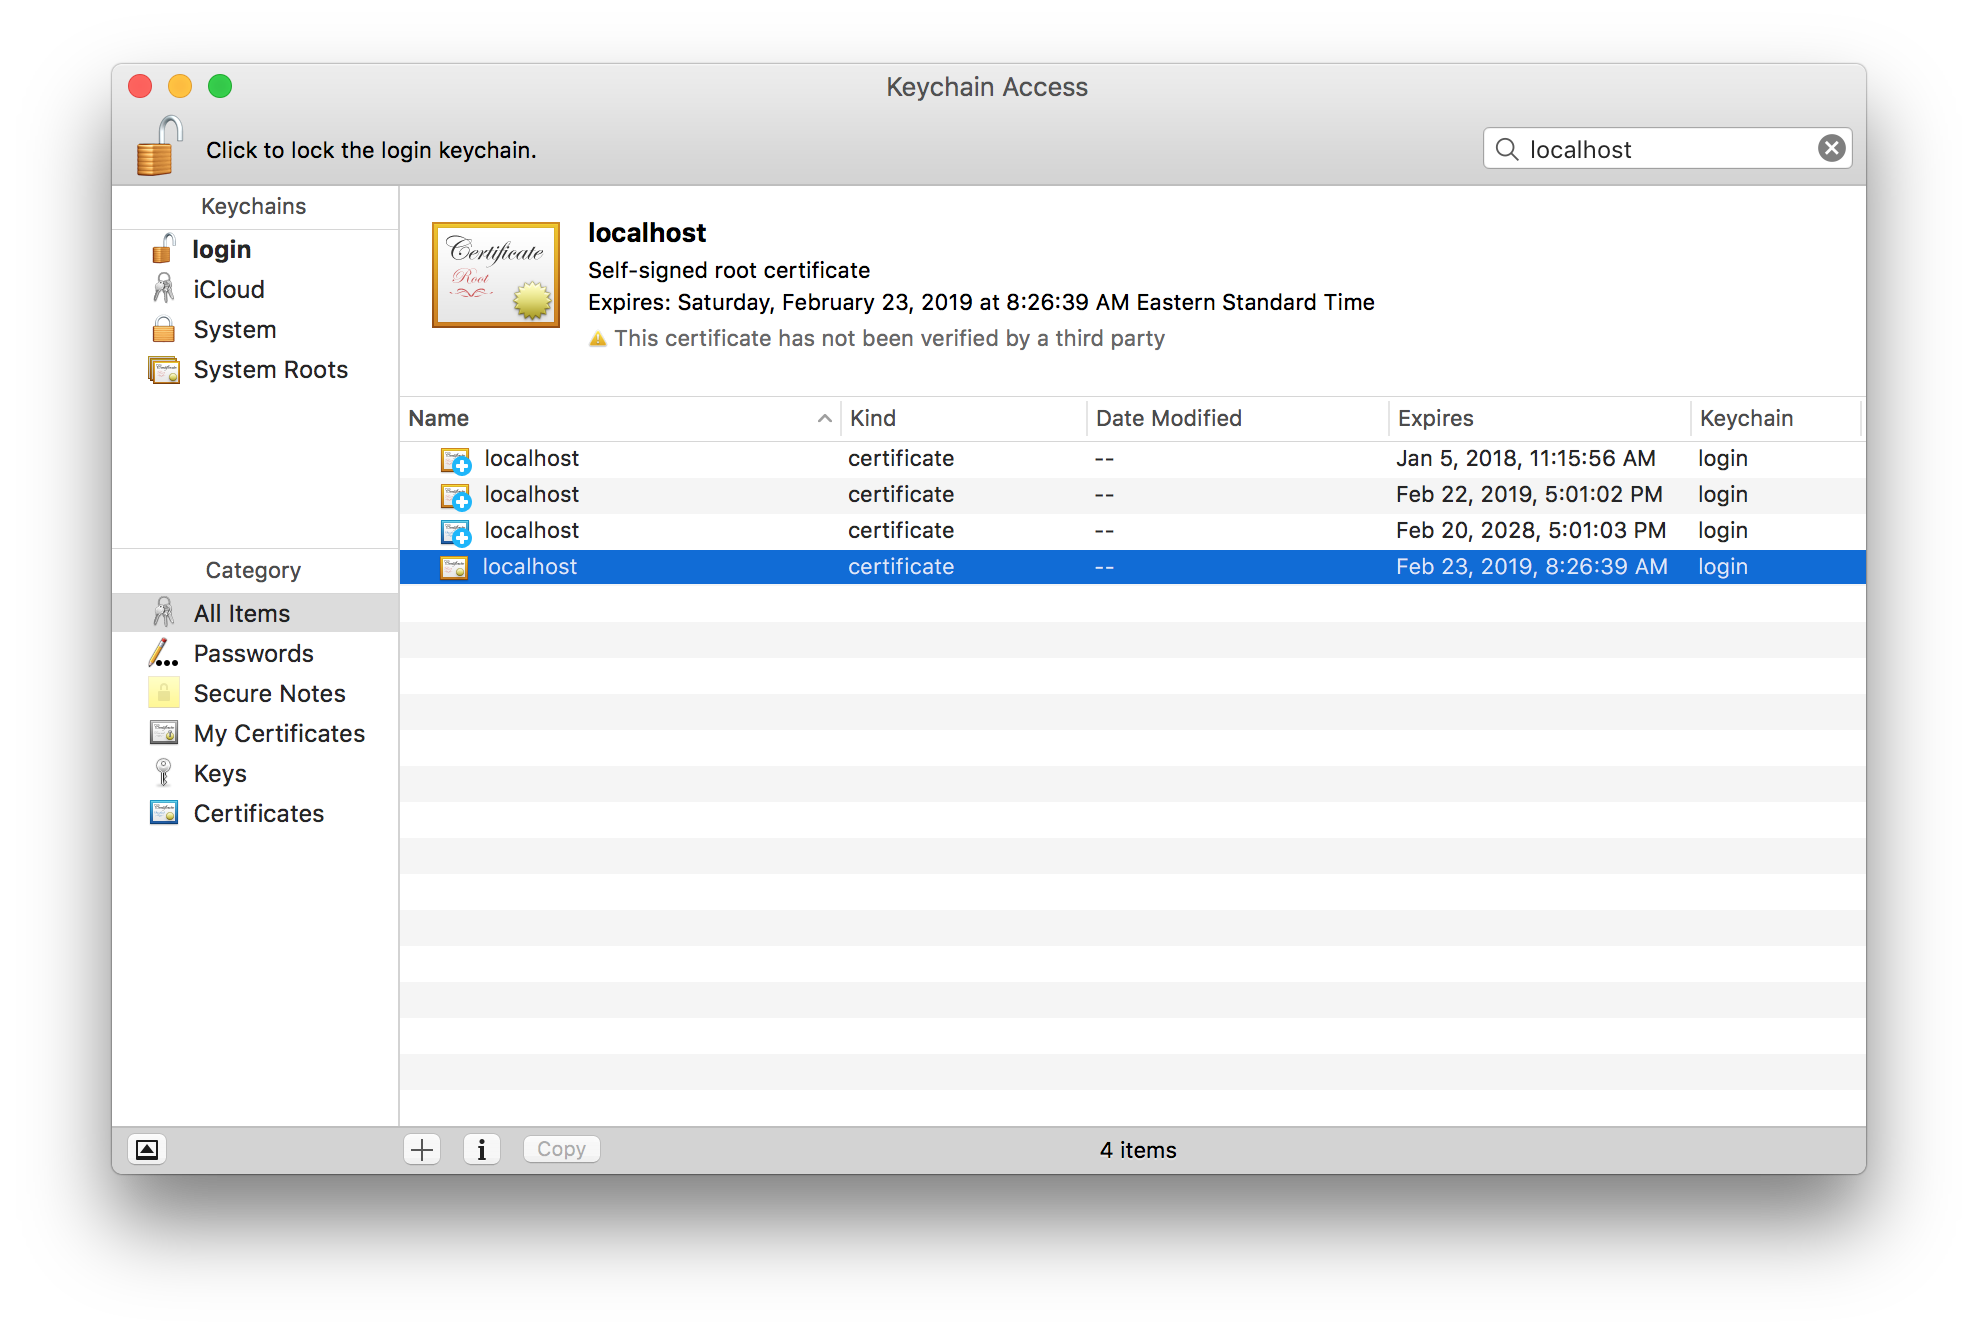 Keychain Access
Click to lock the login keychain.
localhost
Keychains
login
iCloud
System
System Roots
Category
All Items
Passwords
Secure Notes
My Certificates
Keys
Certificates
Certificate
Root
localhost
Self-signed root certificate
Expires: Saturday, February 23, 2019 at 8:26:39 AM Eastern Standard Time
This certificate has not been verified by a third party
Name Kind Date Modified Expires Keychain
localhost certificate -- Jan 5, 2018, 11:15:56 AM login
localhost certificate -- Feb 22, 2019, 5:01:02 PM login
localhost certificate -- Feb 20, 2028, 5:01:03 PM login
localhost certificate -- Feb 23, 2019, 8:26:39 AM login
Copy
4 items